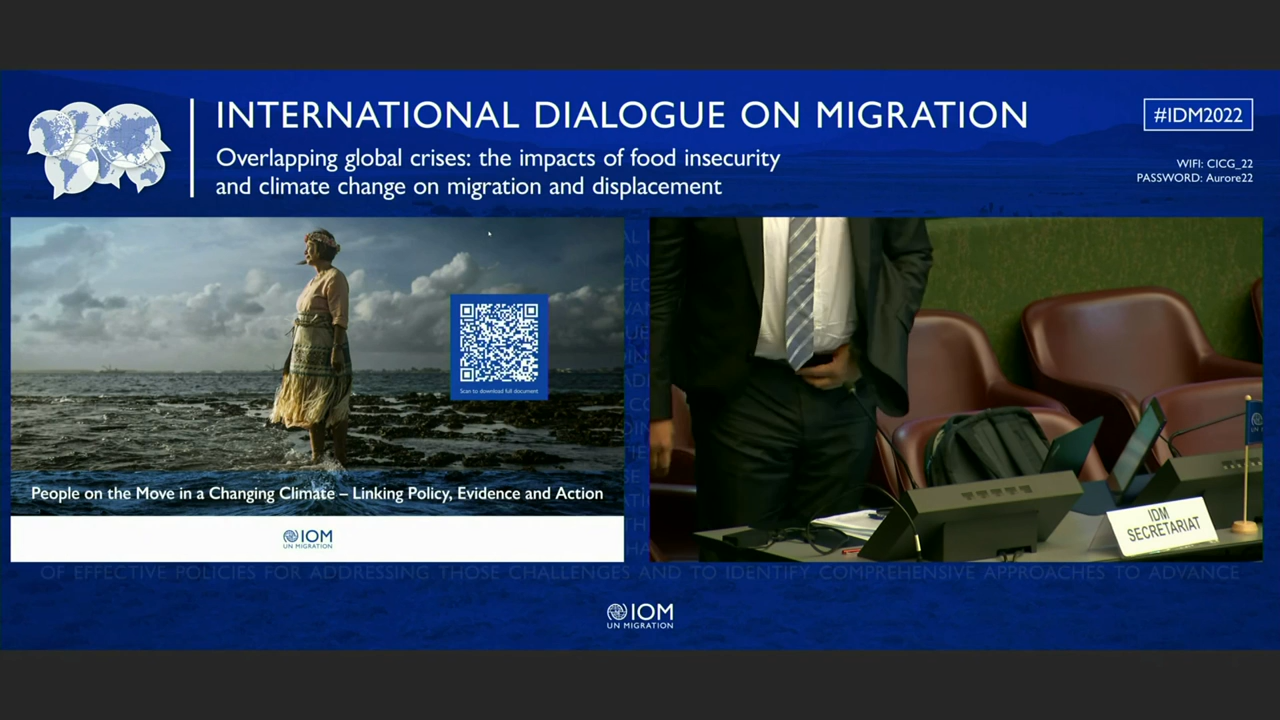 INTERNATIONAL DIALOGUE ON MIGRATION
Overlapping global crises: the impacts of food insecurity
and climate change on migration and displacement
#IDM2022
WIFI: CICG_22
PASSWORD: Aurore22
Scan to download full document
People on the Move in a Changing Climate – Linking Policy, Evidence and Action
IOM
UN MIGRATION
IDM
SECRETARIAT
OF EFFECTIVE POLICIES FOR ADDRESSING THOSE CHALLENGES AND TO IDENTIFY COMPREHENSIVE APPROACHES TO ADVANCE
IOM
UN MIGRATION